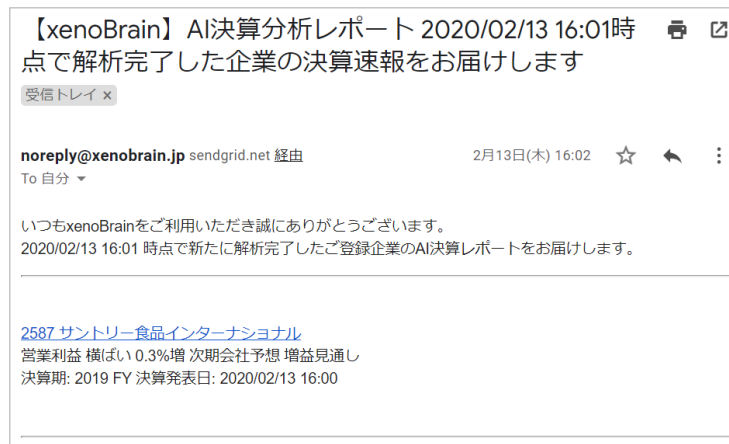 【xenoBrain】AI決算分析レポート 2020/02/13 16:01時
点で解析完了した企業の決算速報をお届けします
受信トレイ ×
noreply@xenobrain.jp sendgrid.net 経由 2月13日(木) 16:02
To 自分
いつもxenoBrainをご利用いただき誠にありがとうございます。
2020/02/13 16:01 時点で新たに解析完了したご登録企業のAI決算レポートをお届けします。
2587 サントリー食品インターナショナル
営業利益 横ばい 0.3%増 次期会社予想 増益見通し
決算期: 2019 FY 決算発表日: 2020/02/13 16:00